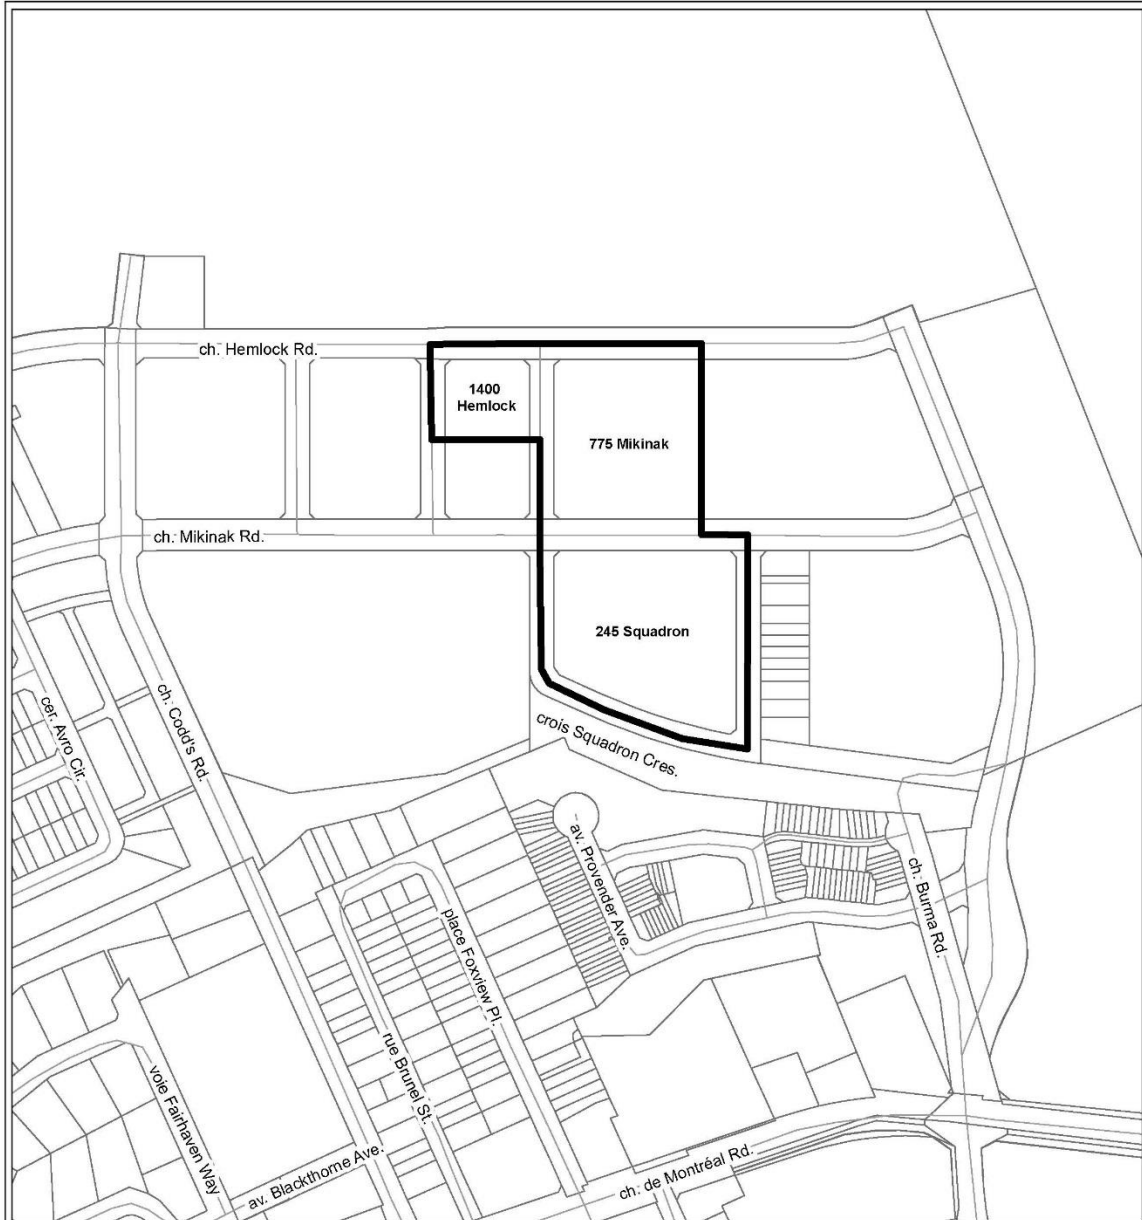 ch. Hemlock Rd.
1400
Hemlock
775 Mikinak
ch. Mikinak Rd.
245 Squadron
cer. Avro Cir.
ch. Codd's Rd.
crois Squadron Cres.
av. Provender Ave.
ch. Burma Rd.
place Foxview Pl.
rue Brunel St.
voie Fairhaven Way
av. Blackthorne Ave.
ch. de Montréal Rd.